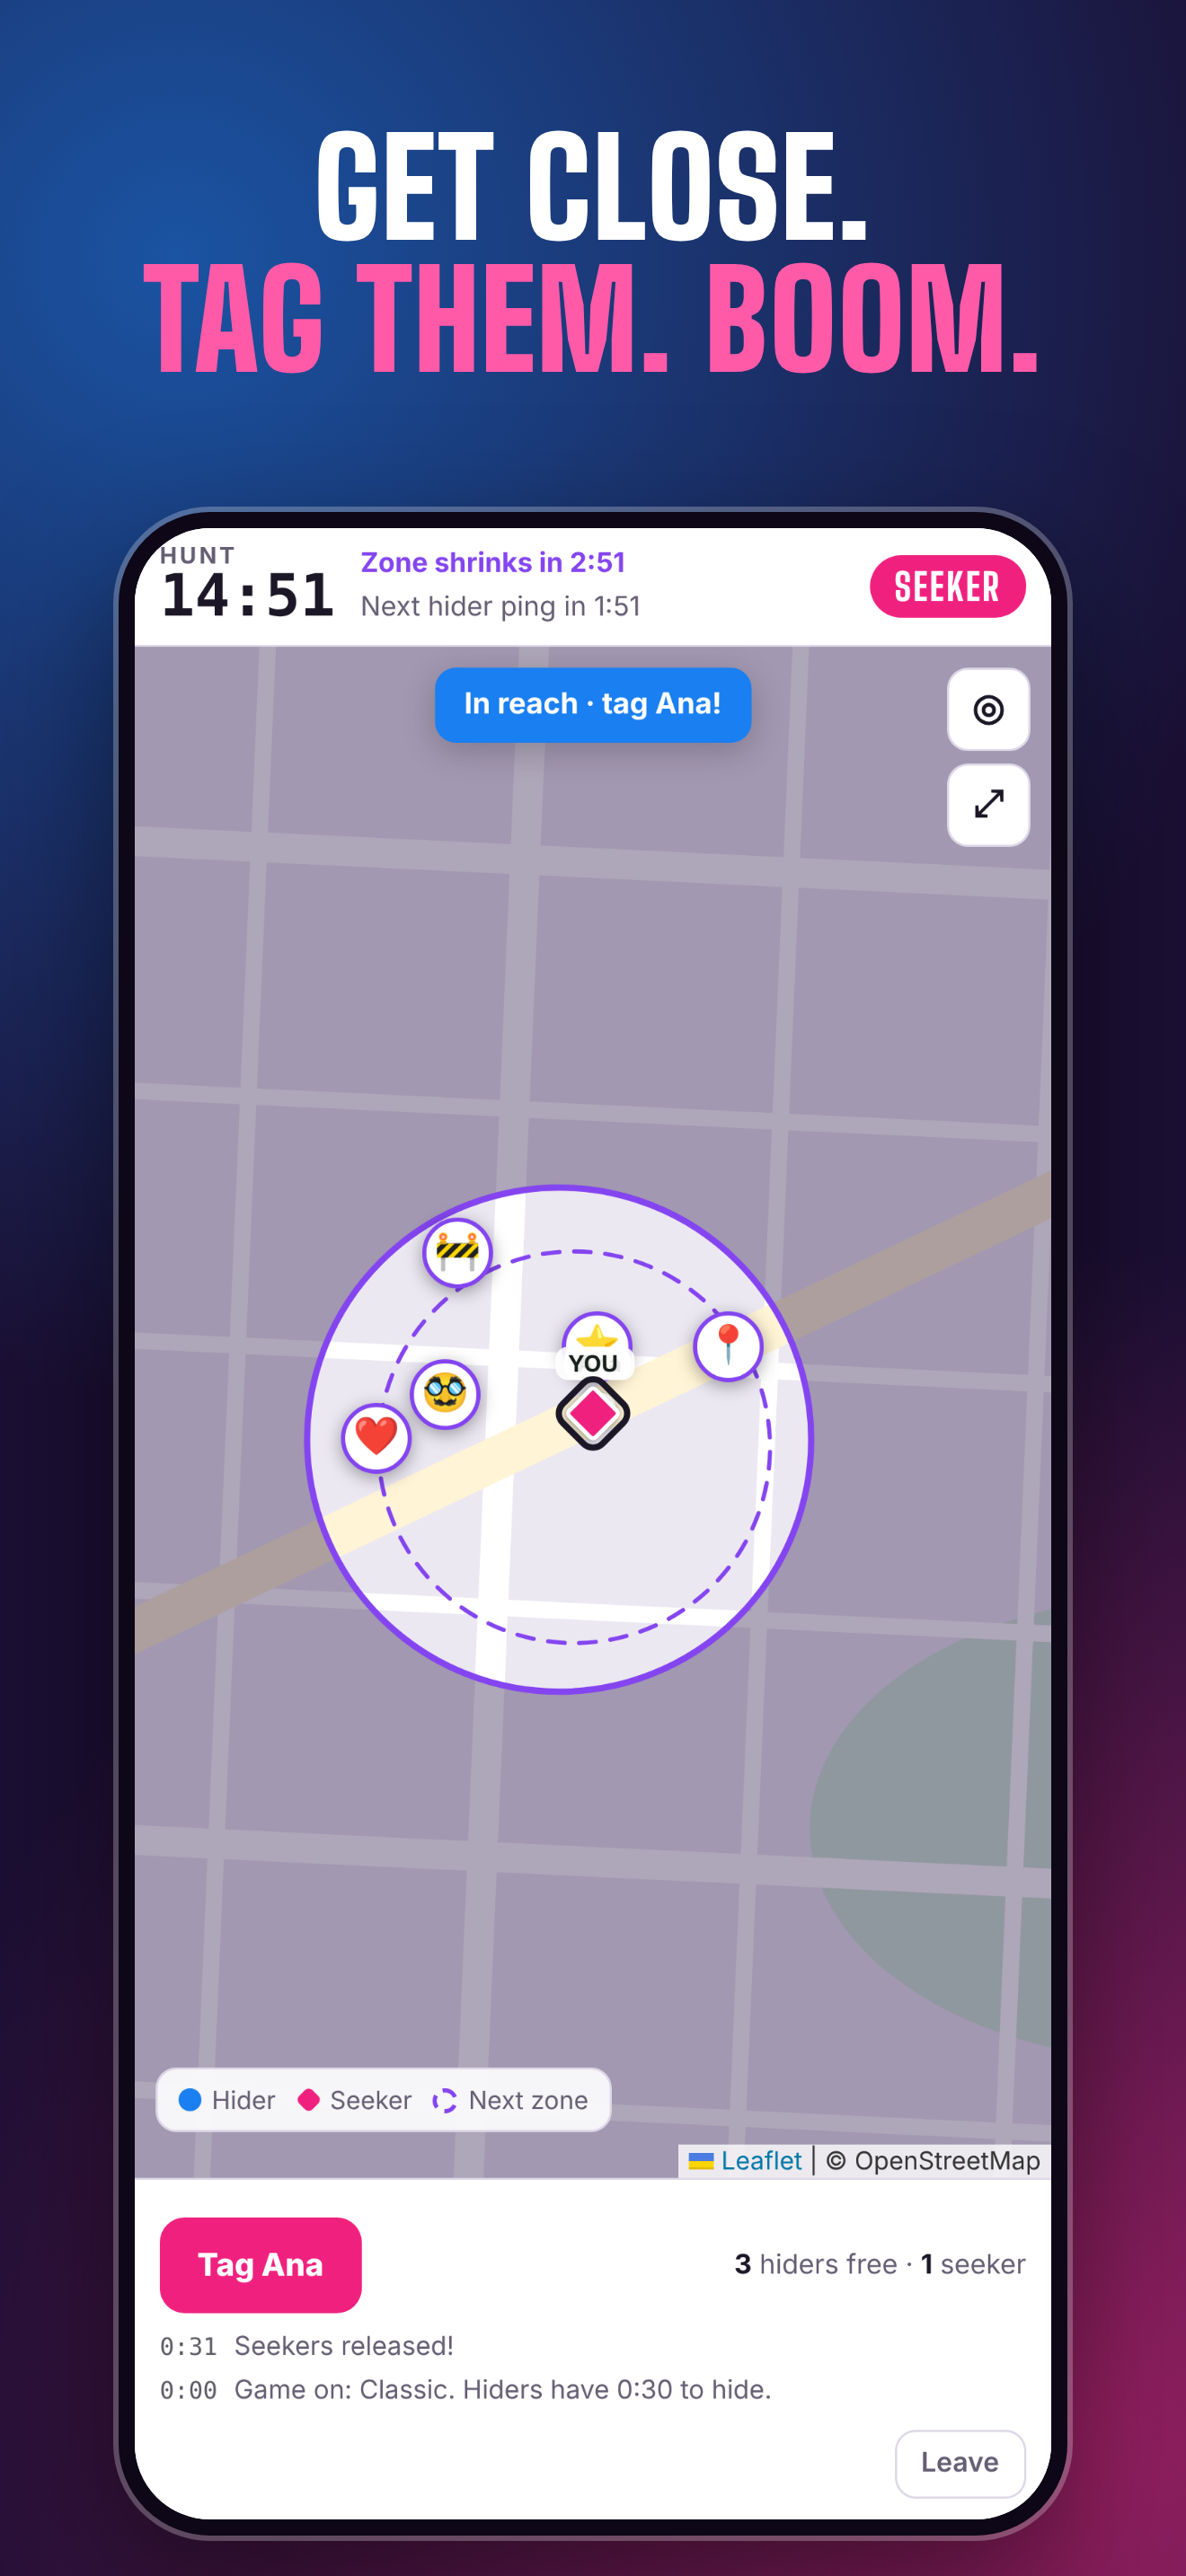 GET CLOSE.
TAG THEM. BOOM.
HUNT
14:51
Zone shrinks in 2:51
Next hider ping in 1:51
SEEKER
In reach · tag Ana!
YOU
Hider
Seeker
Next zone
Leaflet | © OpenStreetMap
Tag Ana
3 hiders free · 1 seeker
0:31 Seekers released!
0:00 Game on: Classic. Hiders have 0:30 to hide.
Leave